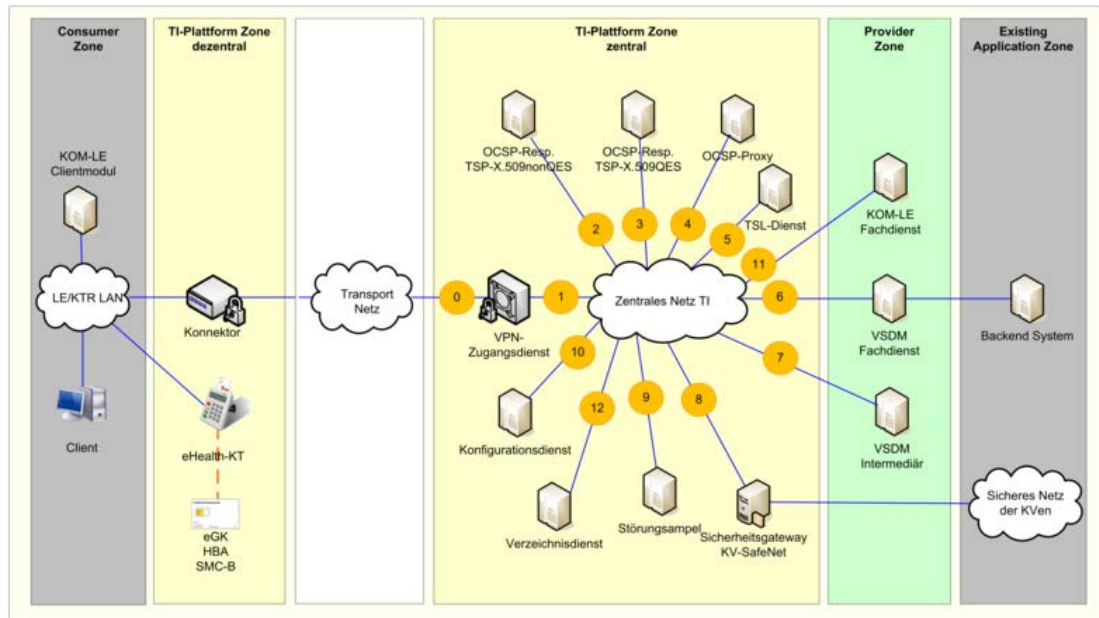 Consumer
Zone
TI-Plattform Zone
dezentral
TI-Plattform Zone
zentral
Provider
Zone
Existing
Application Zone
KOM-LE
Clientmodul
LE/KTR LAN
Client
Konnektor
eHealth-KT
eGK
HBA
SMC-B
Transport
Netz
0
VPN-
Zugangsdienst
1
OCSP-Resp.
TSP-X.509nonQES
OCSP-Resp.
TSP-X.509QES
OCSP-Proxy
TSL-Dienst
2
3
4
5
11
Zentrales Netz TI
6
7
8
9
10
12
Konfigurationsdienst
Verzeichnisdienst
Störungsampel
Sicherheitsgateway
KV-SafeNet
KOM-LE
Fachdienst
VSDM
Fachdienst
VSDM
Intermediär
Backend System
Sicheres Netz
der KVen